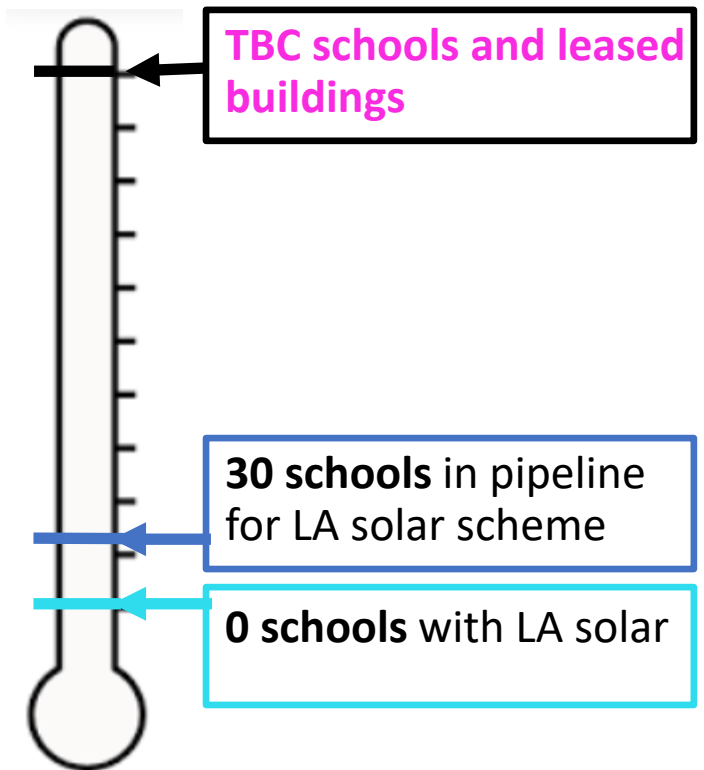 TBC schools and leased
buildings
30 schools in pipeline
for LA solar scheme
0 schools with LA solar